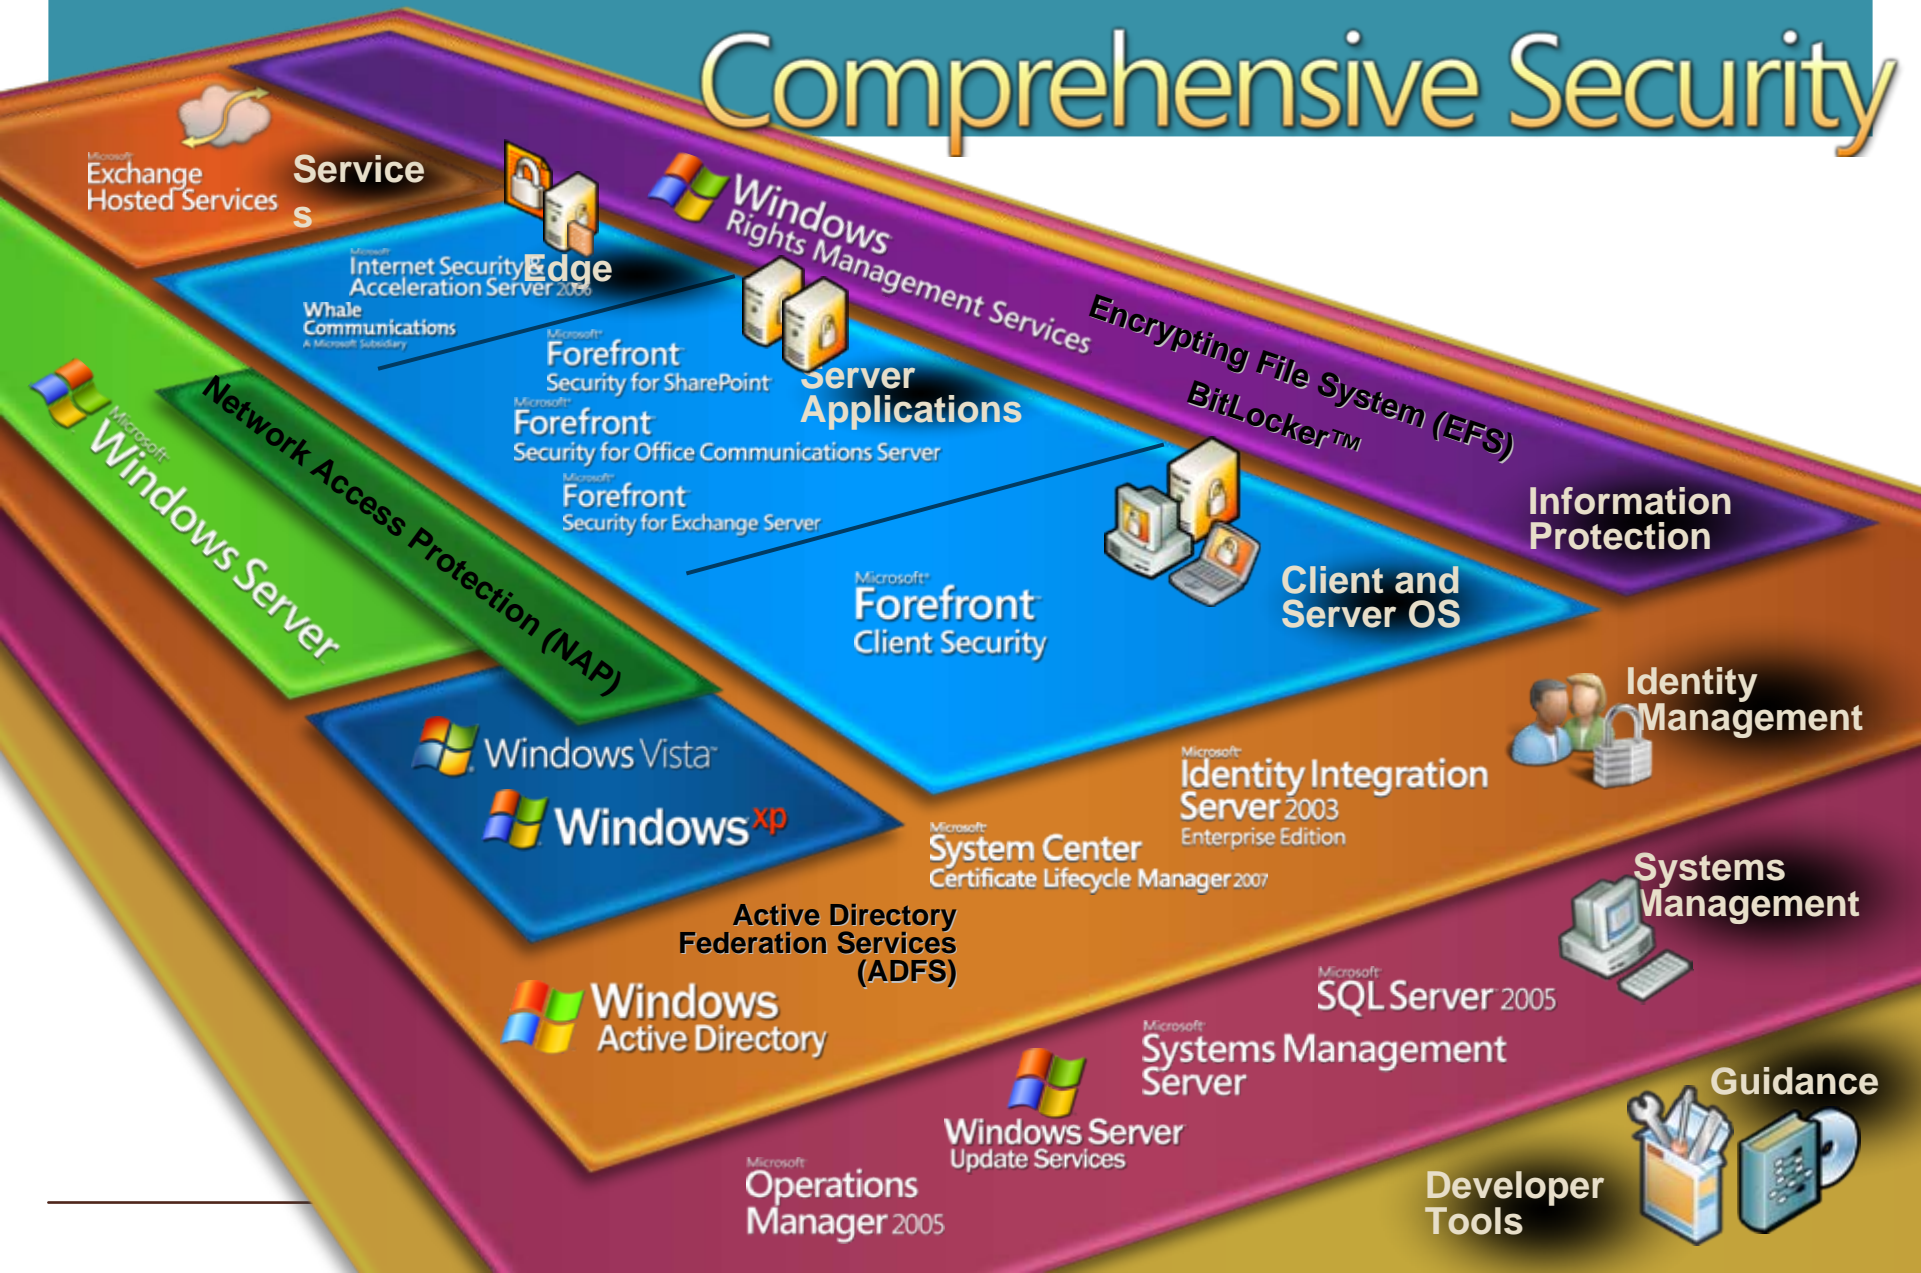 Comprehensive Security
Microsoft
Exchange
Hosted Services
Service
s
Microsoft
Internet Security &
Acceleration Server 2006
Edge
Whale
Communications
A Microsoft Subsidiary
Windows
Rights Management Services
Encrypting File System (EFS)
BitLocker™
Information
Protection
Microsoft
Forefront
Security for SharePoint
Server
Applications
Microsoft
Forefront
Security for Office Communications Server
Microsoft
Forefront
Security for Exchange Server
Microsoft
Forefront
Client Security
Client and
Server OS
Microsoft
Windows Server
Network Access Protection (NAP)
Windows Vista
Windows xp
Identity
Management
Microsoft
Identity Integration
Server 2003
Enterprise Edition
Microsoft
System Center
Certificate Lifecycle Manager 2007
Active Directory
Federation Services
(ADFS)
Windows
Active Directory
Systems
Management
Microsoft
SQL Server 2005
Microsoft
Systems Management
Server
Windows Server
Update Services
Microsoft
Operations
Manager 2005
Guidance
Developer
Tools